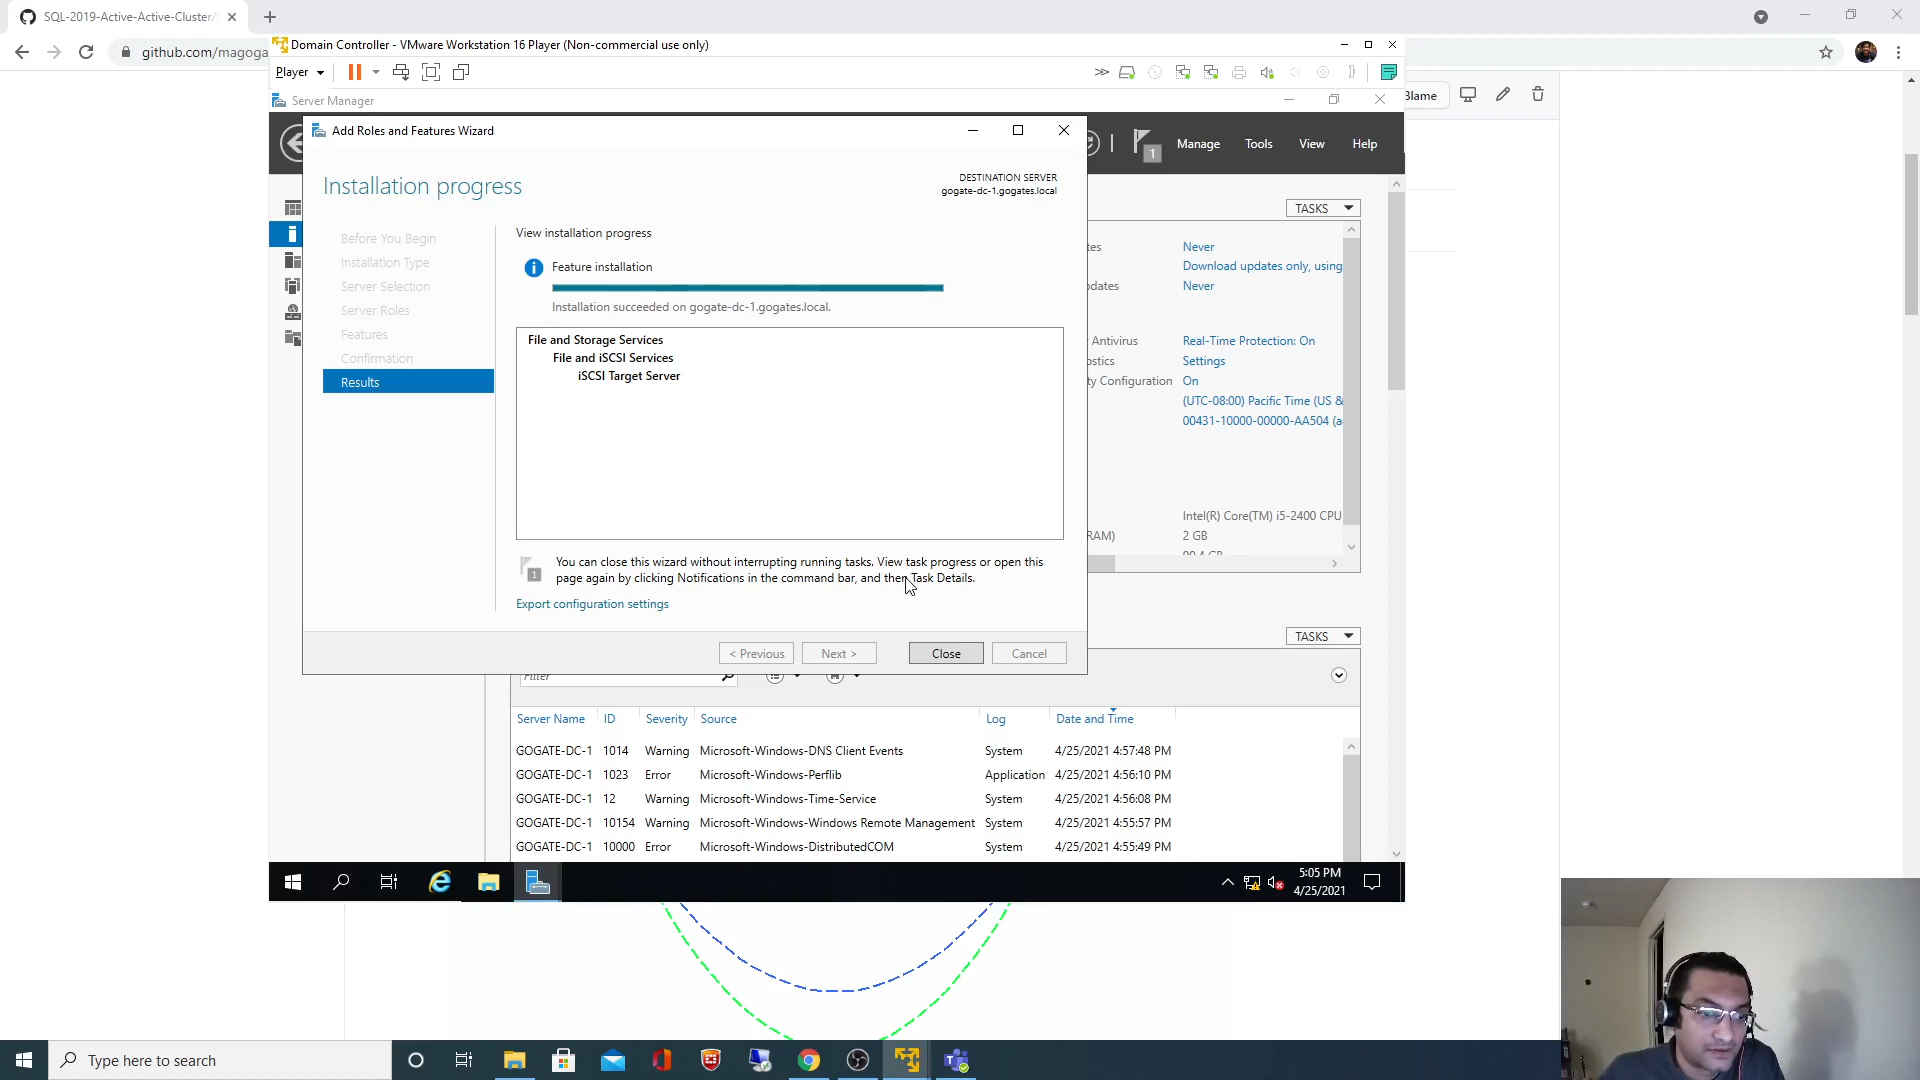 SQL-2019-Active-Active-Cluster/
github.com/magoga
Domain Controller - VMware Workstation 16 Player (Non-commercial use only)
Player
Server Manager
Blame
Add Roles and Features Wizard
1
Manage
Tools
View
Help
Installation progress
DESTINATION SERVER
gogate-dc-1.gogates.local
TASKS
Before You Begin
Installation Type
Server Selection
Server Roles
Features
Confirmation
Results
View installation progress
Feature installation
Installation succeeded on gogate-dc-1.gogates.local.
File and Storage Services
File and iSCSI Services
iSCSI Target Server
Never
Download updates only, using
Never
Antivirus
Real-Time Protection: On
Settings
Configuration
On
(UTC-08:00) Pacific Time (US &
00431-10000-00000-AA504 (a
Intel(R) Core(TM) i5-2400 CPU
RAM)
2 GB
You can close this wizard without interrupting running tasks. View task progress or open this
page again by clicking Notifications in the command bar, and then Task Details.
1
Export configuration settings
< Previous
Next >
Close
Cancel
TASKS
Filter
Server Name ID Severity Source Log Date and Time
GOGATE-DC-1 1014 Warning Microsoft-Windows-DNS Client Events System 4/25/2021 4:57:48 PM
GOGATE-DC-1 1023 Error Microsoft-Windows-Perflib Application 4/25/2021 4:56:10 PM
GOGATE-DC-1 12 Warning Microsoft-Windows-Time-Service System 4/25/2021 4:56:08 PM
GOGATE-DC-1 10154 Warning Microsoft-Windows-Windows Remote Management System 4/25/2021 4:55:57 PM
GOGATE-DC-1 10000 Error Microsoft-Windows-DistributedCOM System 4/25/2021 4:55:49 PM
5:05 PM
4/25/2021
Type here to search